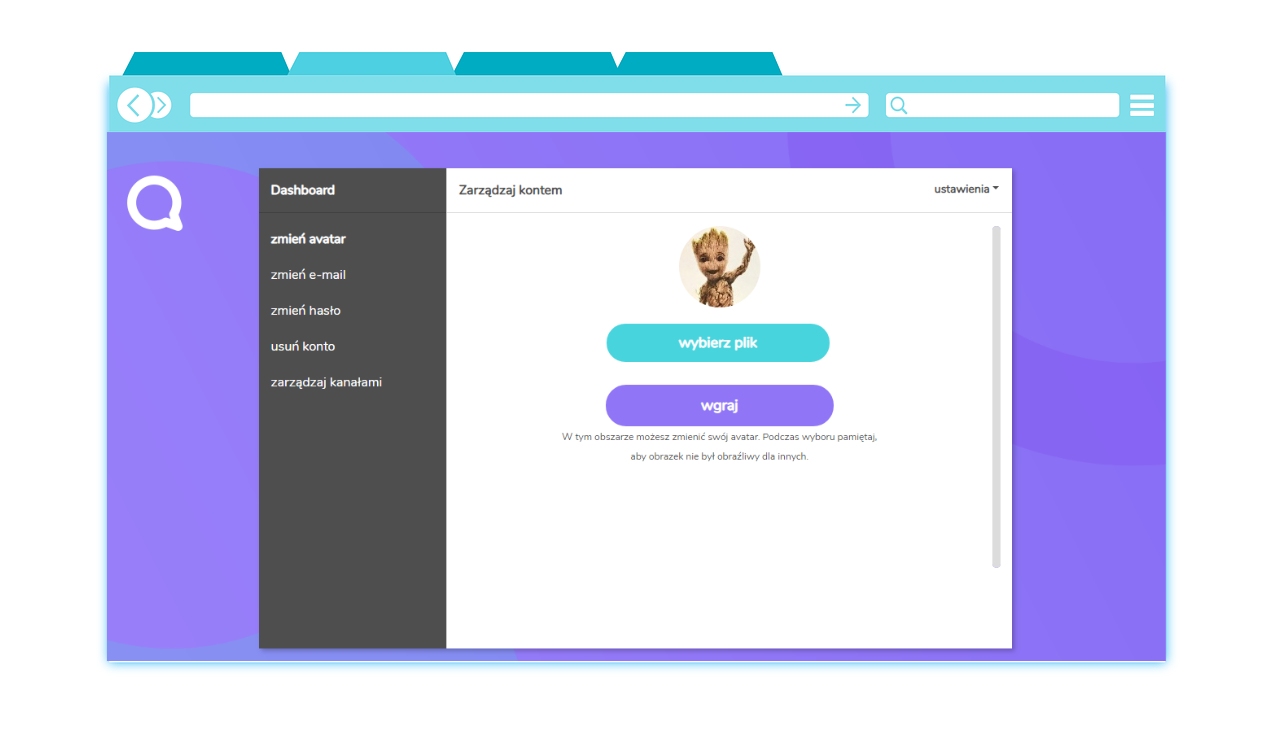 Dashboard
Zarządzaj kontem
ustawienia
zmień avatar
zmień e-mail
zmień hasło
usuń konto
zarządzaj kanałami
wybierz plik
wgraj
W tym obszarze możesz zmienić swój avatar. Podczas wyboru pamiętaj,
aby obrazek nie był obraźliwy dla innych.